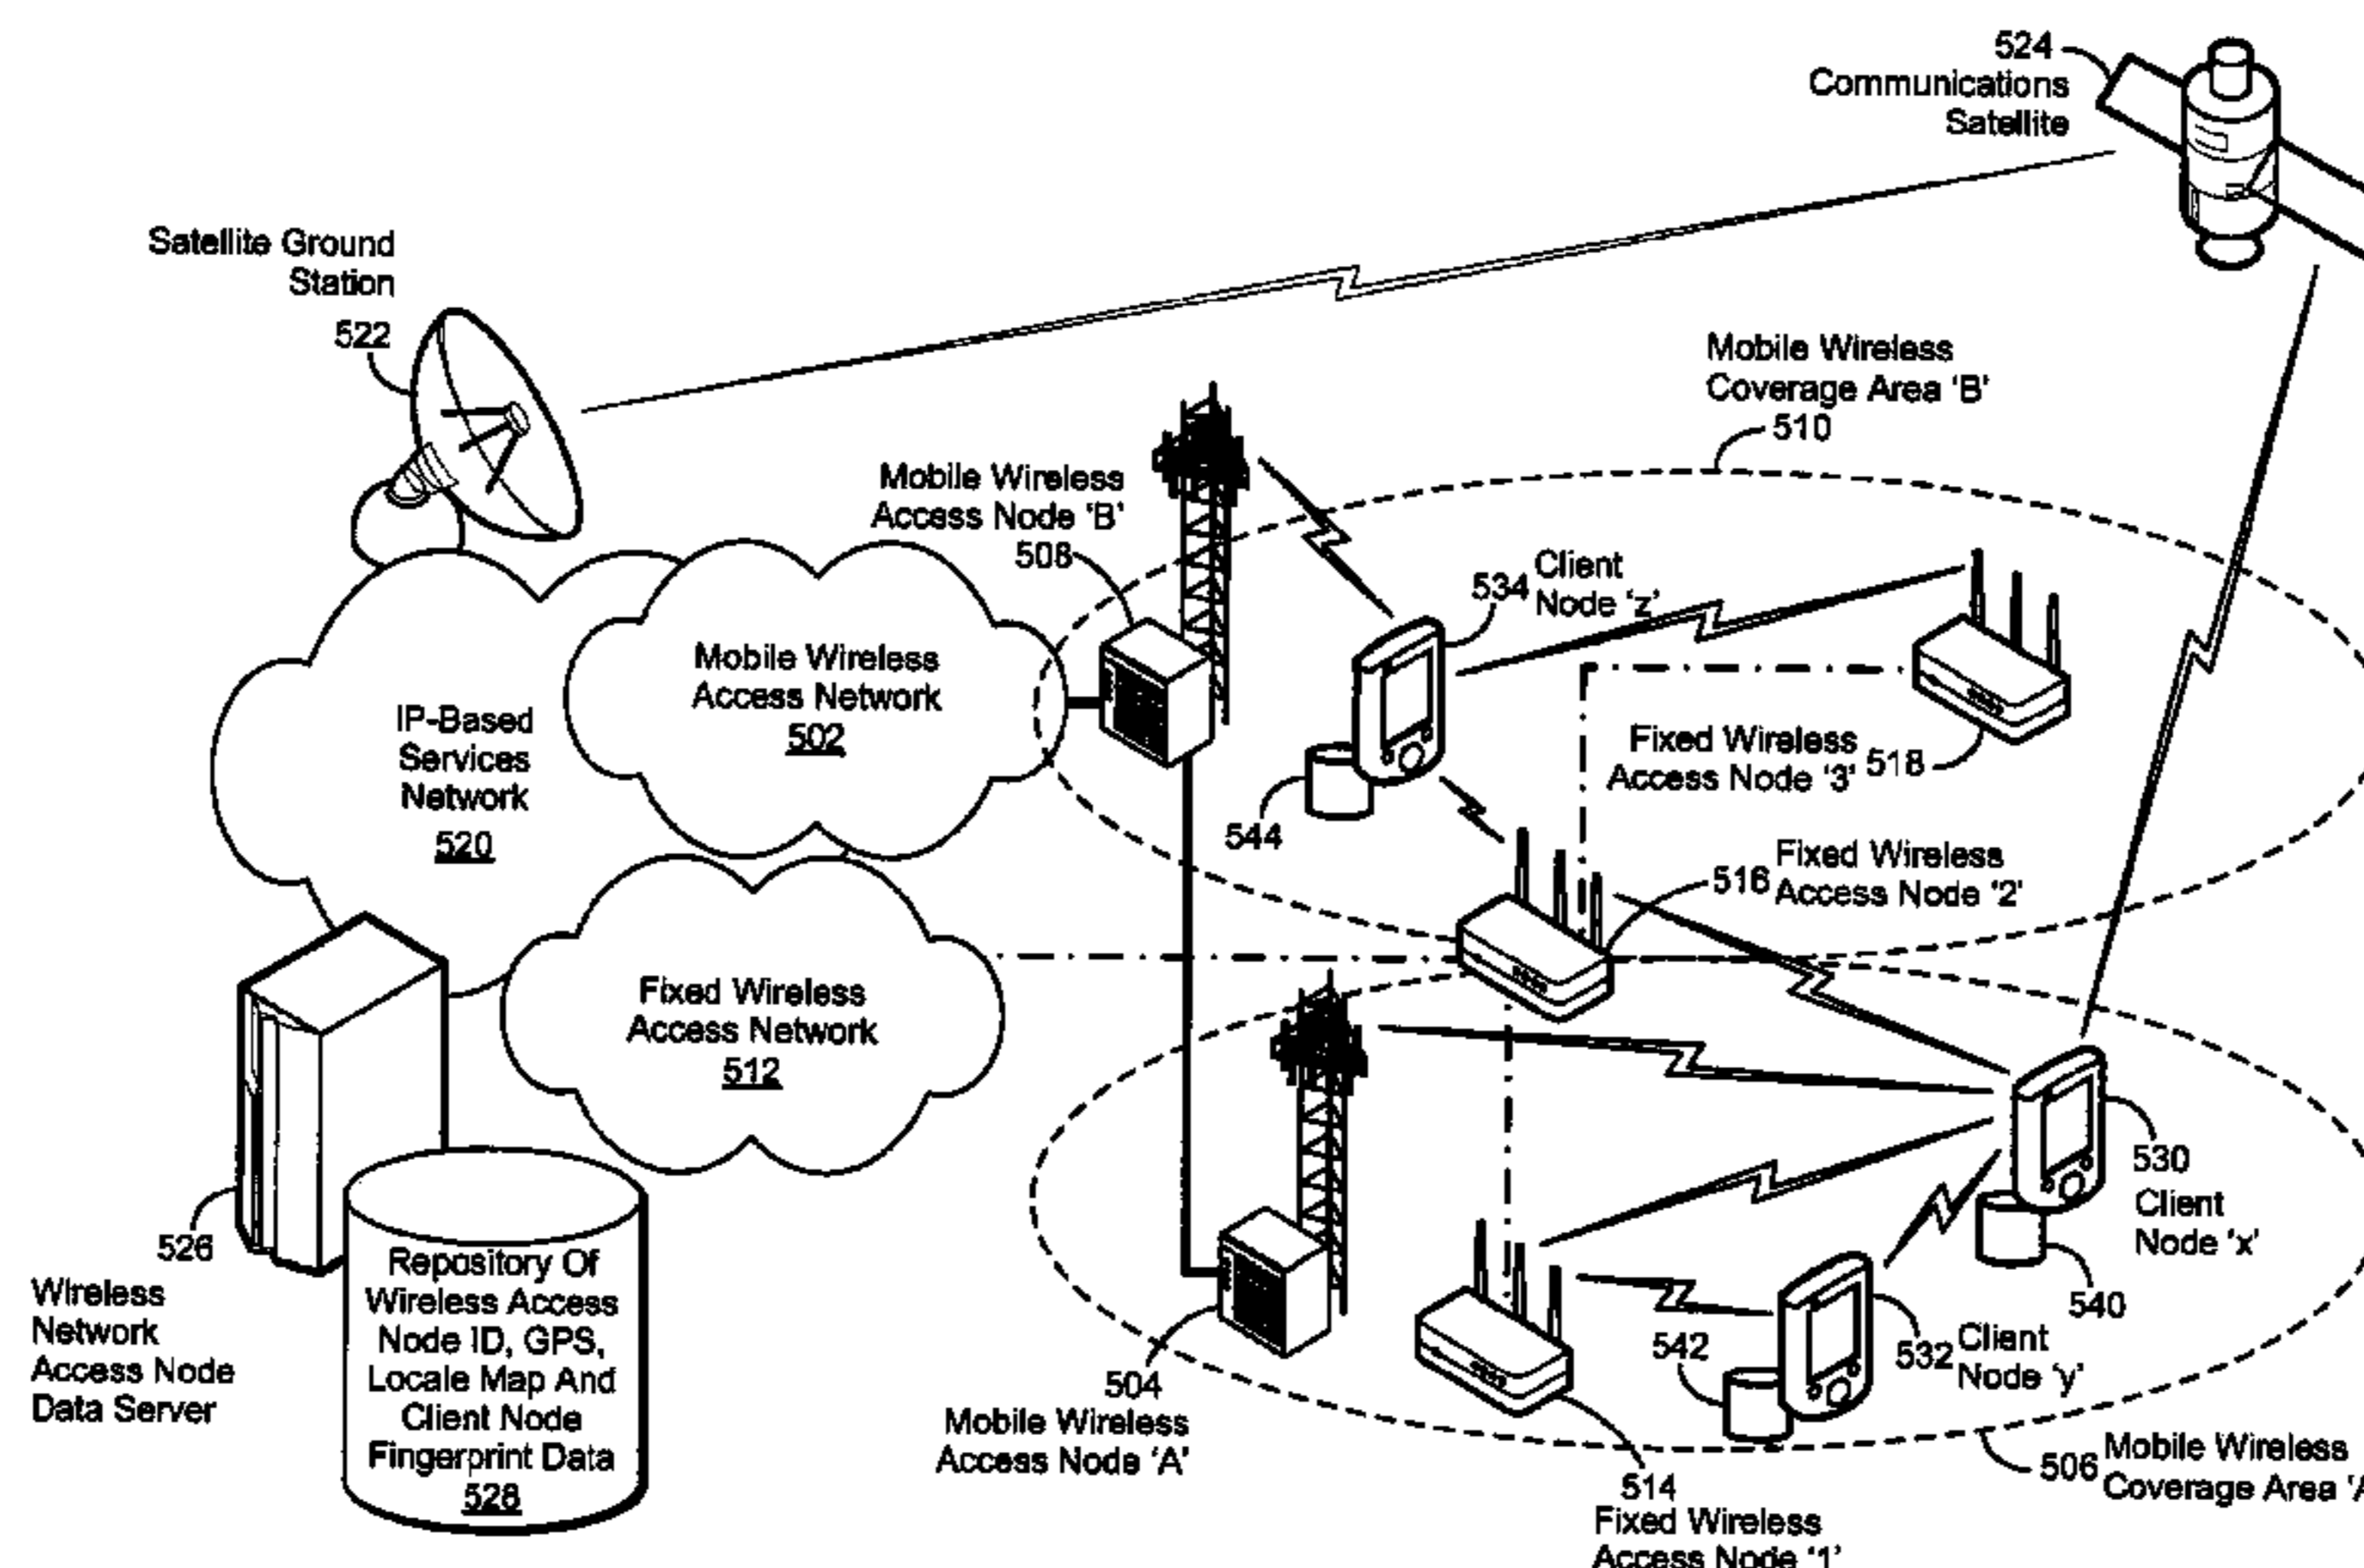 524
Communications
Satellite
Satellite Ground
Station
522
Mobile Wireless
Coverage Area ‘B’
510
Mobile Wireless
Access Node ‘B’
508
Client
Node ‘z’
534
Mobile Wireless
Access Network
502
IP-Based
Services
Network
520
Fixed Wireless
Access Node ‘3’
518
544
Fixed Wireless
Access Node ‘2’
516
Fixed Wireless
Access Network
512
530
Client
Node ‘x’
540
526
Wireless
Network
Access Node
Data Server
Repository Of
Wireless Access
Node ID, GPS,
Locale Map And
Client Node
Fingerprint Data
528
504
Mobile Wireless
Access Node ‘A’
542
532
Client
Node ‘y’
514
Fixed Wireless
Access Node ‘1’
506
Mobile Wireless
Coverage Area